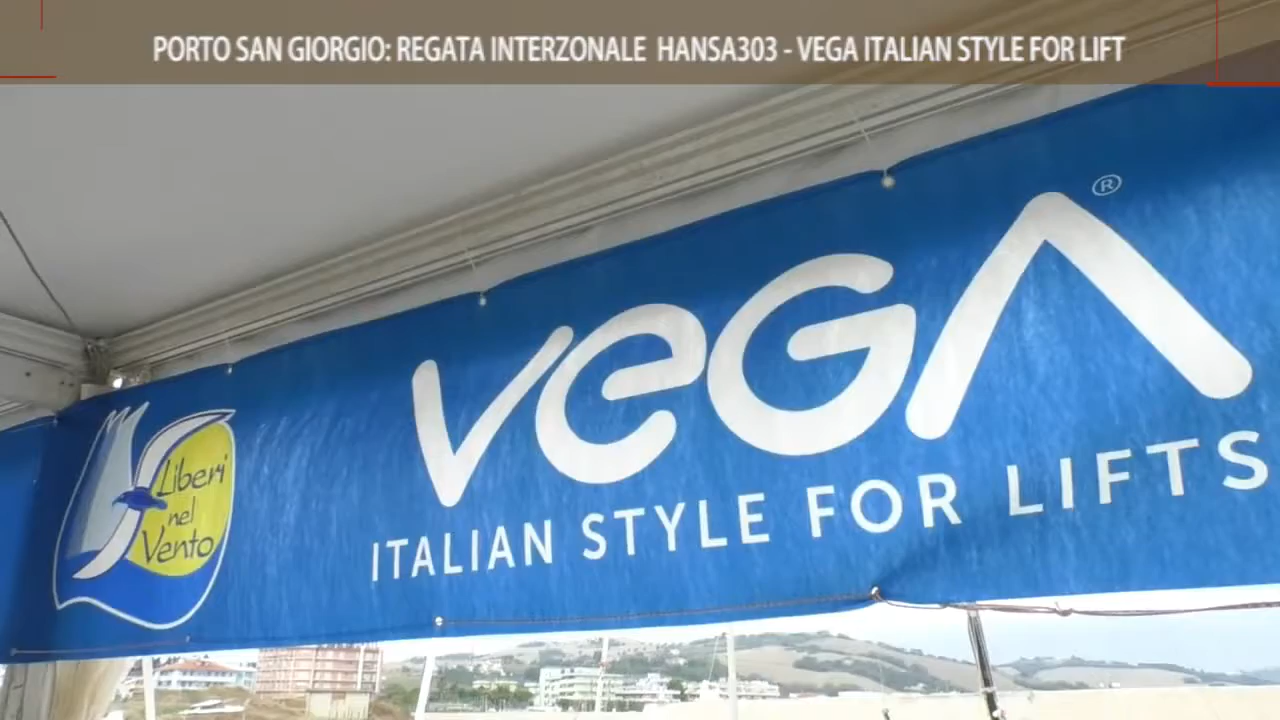 PORTO SAN GIORGIO: REGATA INTERZONALE HANSA303 - VEGA ITALIAN STYLE FOR LIFT
VEGA ®
ITALIAN STYLE FOR LIFTS
Liberi
nel
Vento